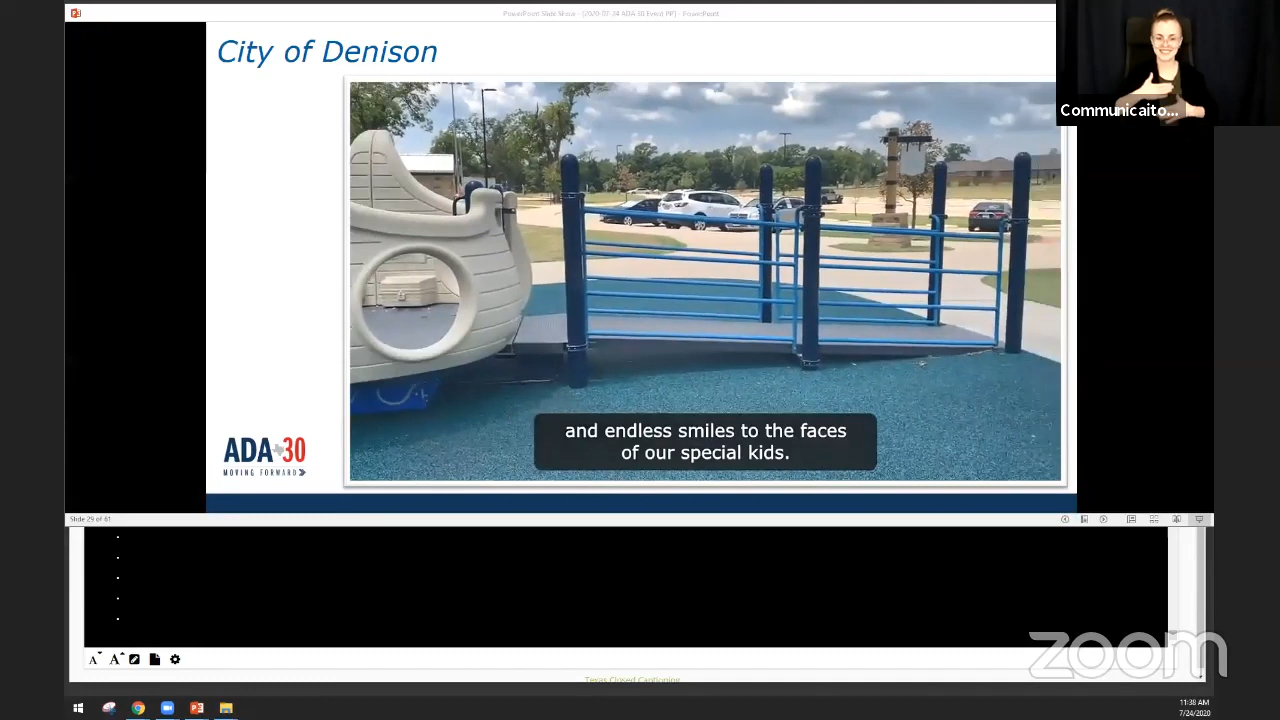 PowerPoint Slide Show - [2020-07-24 ADA 30 Event PP] - PowerPoint
City of Denison
Communicaito...
and endless smiles to the faces
of our special kids.
ADA 30
MOVING FORWARD
Slide 29 of 61
A A
zoom
Texas Closed Captioning
11:38 AM
7/24/2020